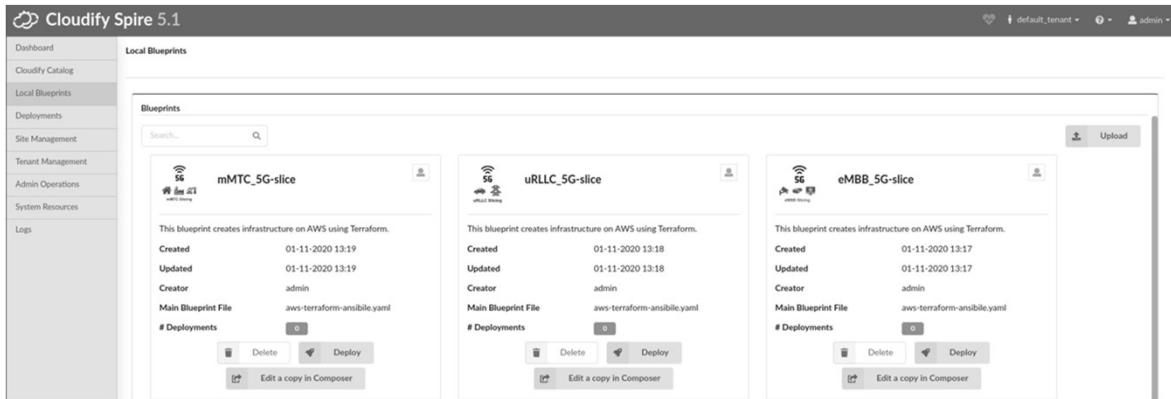 Cloudify Spire 5.1
default_tenant
admin
Dashboard
Cloudify Catalog
Local Blueprints
Deployments
Site Management
Tenant Management
Admin Operations
System Resources
Logs
Local Blueprints
Blueprints
Search...
Upload
5G
mMTC Slicing
mMTC_5G-slice
This blueprint creates infrastructure on AWS using Terraform.
Created 01-11-2020 13:19
Updated 01-11-2020 13:19
Creator admin
Main Blueprint File aws-terraform-ansibile.yaml
# Deployments 0
Delete Deploy
Edit a copy in Composer
5G
uRLLC Slicing
uRLLC_5G-slice
This blueprint creates infrastructure on AWS using Terraform.
Created 01-11-2020 13:18
Updated 01-11-2020 13:18
Creator admin
Main Blueprint File aws-terraform-ansibile.yaml
# Deployments 0
Delete Deploy
Edit a copy in Composer
5G
eMBB Slicing
eMBB_5G-slice
This blueprint creates infrastructure on AWS using Terraform.
Created 01-11-2020 13:17
Updated 01-11-2020 13:17
Creator admin
Main Blueprint File aws-terraform-ansibile.yaml
# Deployments 0
Delete Deploy
Edit a copy in Composer